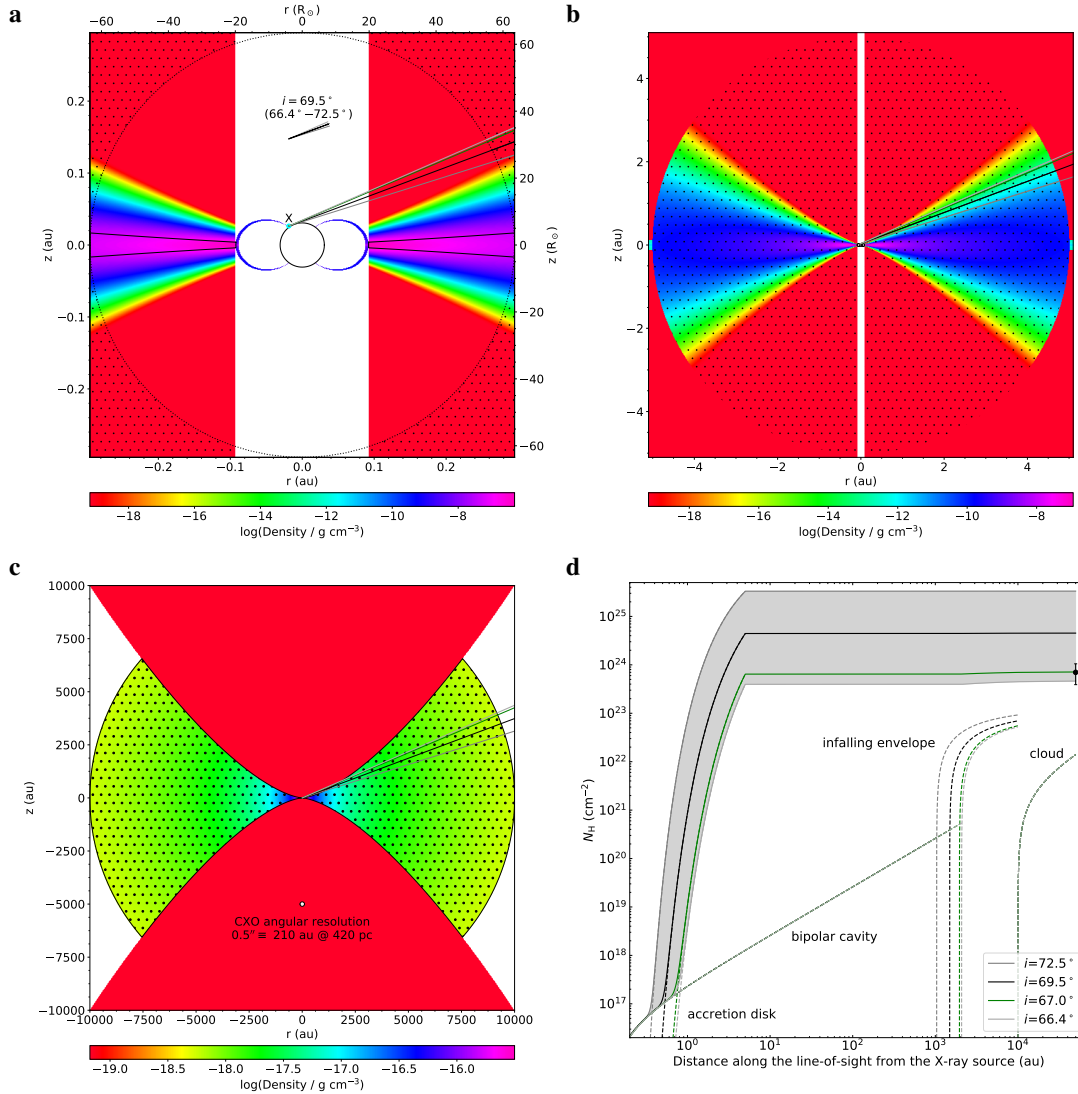 a
r (R☉)
−60 −40 −20 0 20 40 60
i = 69.5°
(66.4°−72.5°)
X
z (au)
0.2
0.1
0.0
−0.1
−0.2
z (R☉)
60
40
20
0
−20
−40
−60
−0.2 −0.1 0.0 0.1 0.2
r (au)
−18 −16 −14 −12 −10 −8
log(Density / g cm⁻³)
b
z (au)
4
2
0
−2
−4
−4 −2 0 2 4
r (au)
−18 −16 −14 −12 −10 −8
log(Density / g cm⁻³)
c
z (au)
10000
7500
5000
2500
0
−2500
−5000
−7500
−10000
CXO angular resolution
0.5″ ≡ 210 au @ 420 pc
−10000 −7500 −5000 −2500 0 2500 5000 7500 10000
r (au)
−19.0 −18.5 −18.0 −17.5 −17.0 −16.5 −16.0
log(Density / g cm⁻³)
d
N_H (cm⁻²)
10²⁵
10²⁴
10²³
10²²
10²¹
10²⁰
10¹⁹
10¹⁸
10¹⁷
infalling envelope
cloud
bipolar cavity
accretion disk
i=72.5°
i=69.5°
i=67.0°
i=66.4°
10⁰ 10¹ 10² 10³ 10⁴
Distance along the line-of-sight from the X-ray source (au)